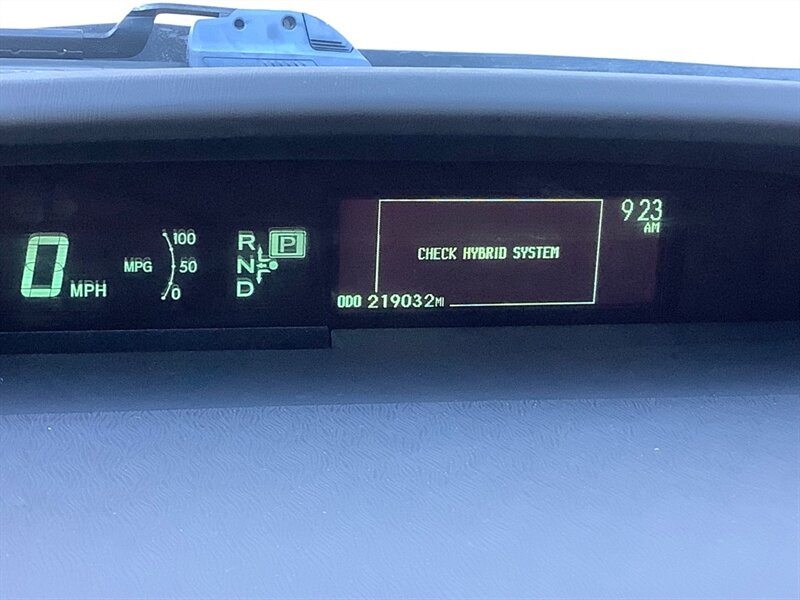 0 MPH
MPG
100
50
0
R
N
D
P
CHECK HYBRID SYSTEM
ODO 219032MI
9 23
AM